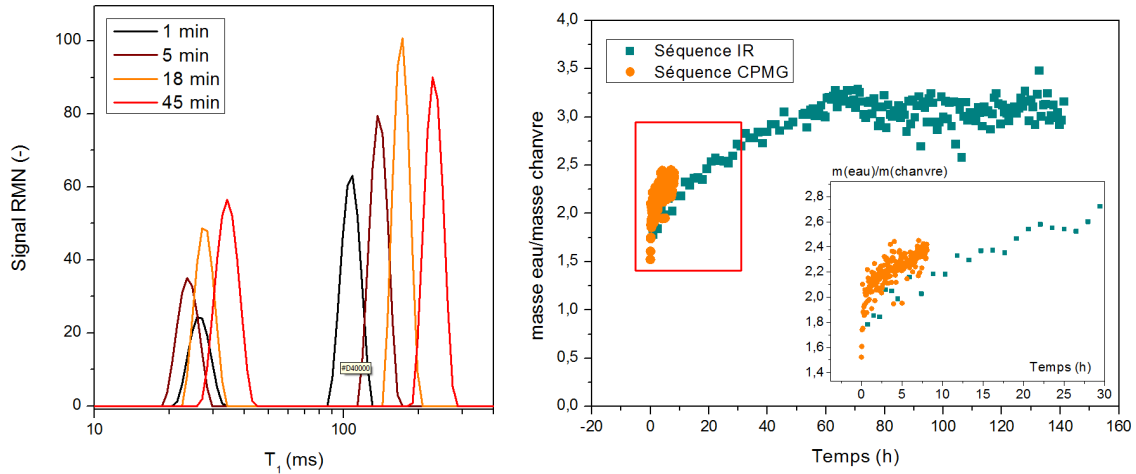 1 min
5 min
18 min
45 min
Signal RMN (-)
100
80
60
40
20
0
#D40000
10
100
T1 (ms)
Séquence IR
Séquence CPMG
masse eau/masse chanvre
4,0
3,5
3,0
2,5
2,0
1,5
1,0
0,5
0,0
-20 0 20 40 60 80 100 120 140 160
Temps (h)
m(eau)/m(chanvre)
2,8
2,6
2,4
2,2
2,0
1,8
1,6
1,4
Temps (h)
0 5 10 15 20 25 30